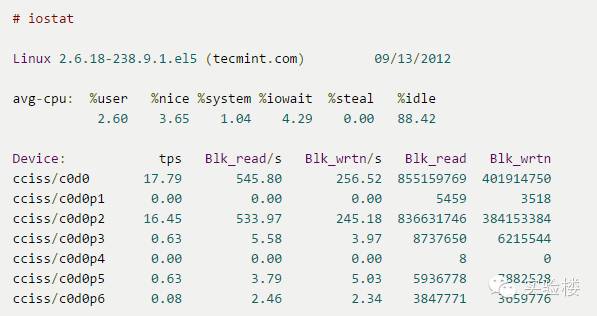 # iostat
Linux 2.6.18-238.9.1.el5 (tecmint.com) 09/13/2012
avg-cpu: %user %nice %system %iowait %steal %idle
2.60 3.65 1.04 4.29 0.00 88.42
Device: tps Blk_read/s Blk_wrtn/s Blk_read Blk_wrtn
cciss/c0d0 17.79 545.80 256.52 855159769 401914750
cciss/c0d0p1 0.00 0.00 0.00 5459 3518
cciss/c0d0p2 16.45 533.97 245.18 836631746 384153384
cciss/c0d0p3 0.63 5.58 3.97 8737650 6215544
cciss/c0d0p4 0.00 0.00 0.00 8 0
cciss/c0d0p5 0.63 3.79 5.03 5936778 7882528
cciss/c0d0p6 0.08 2.46 2.34 3847771 3659776
实验楼